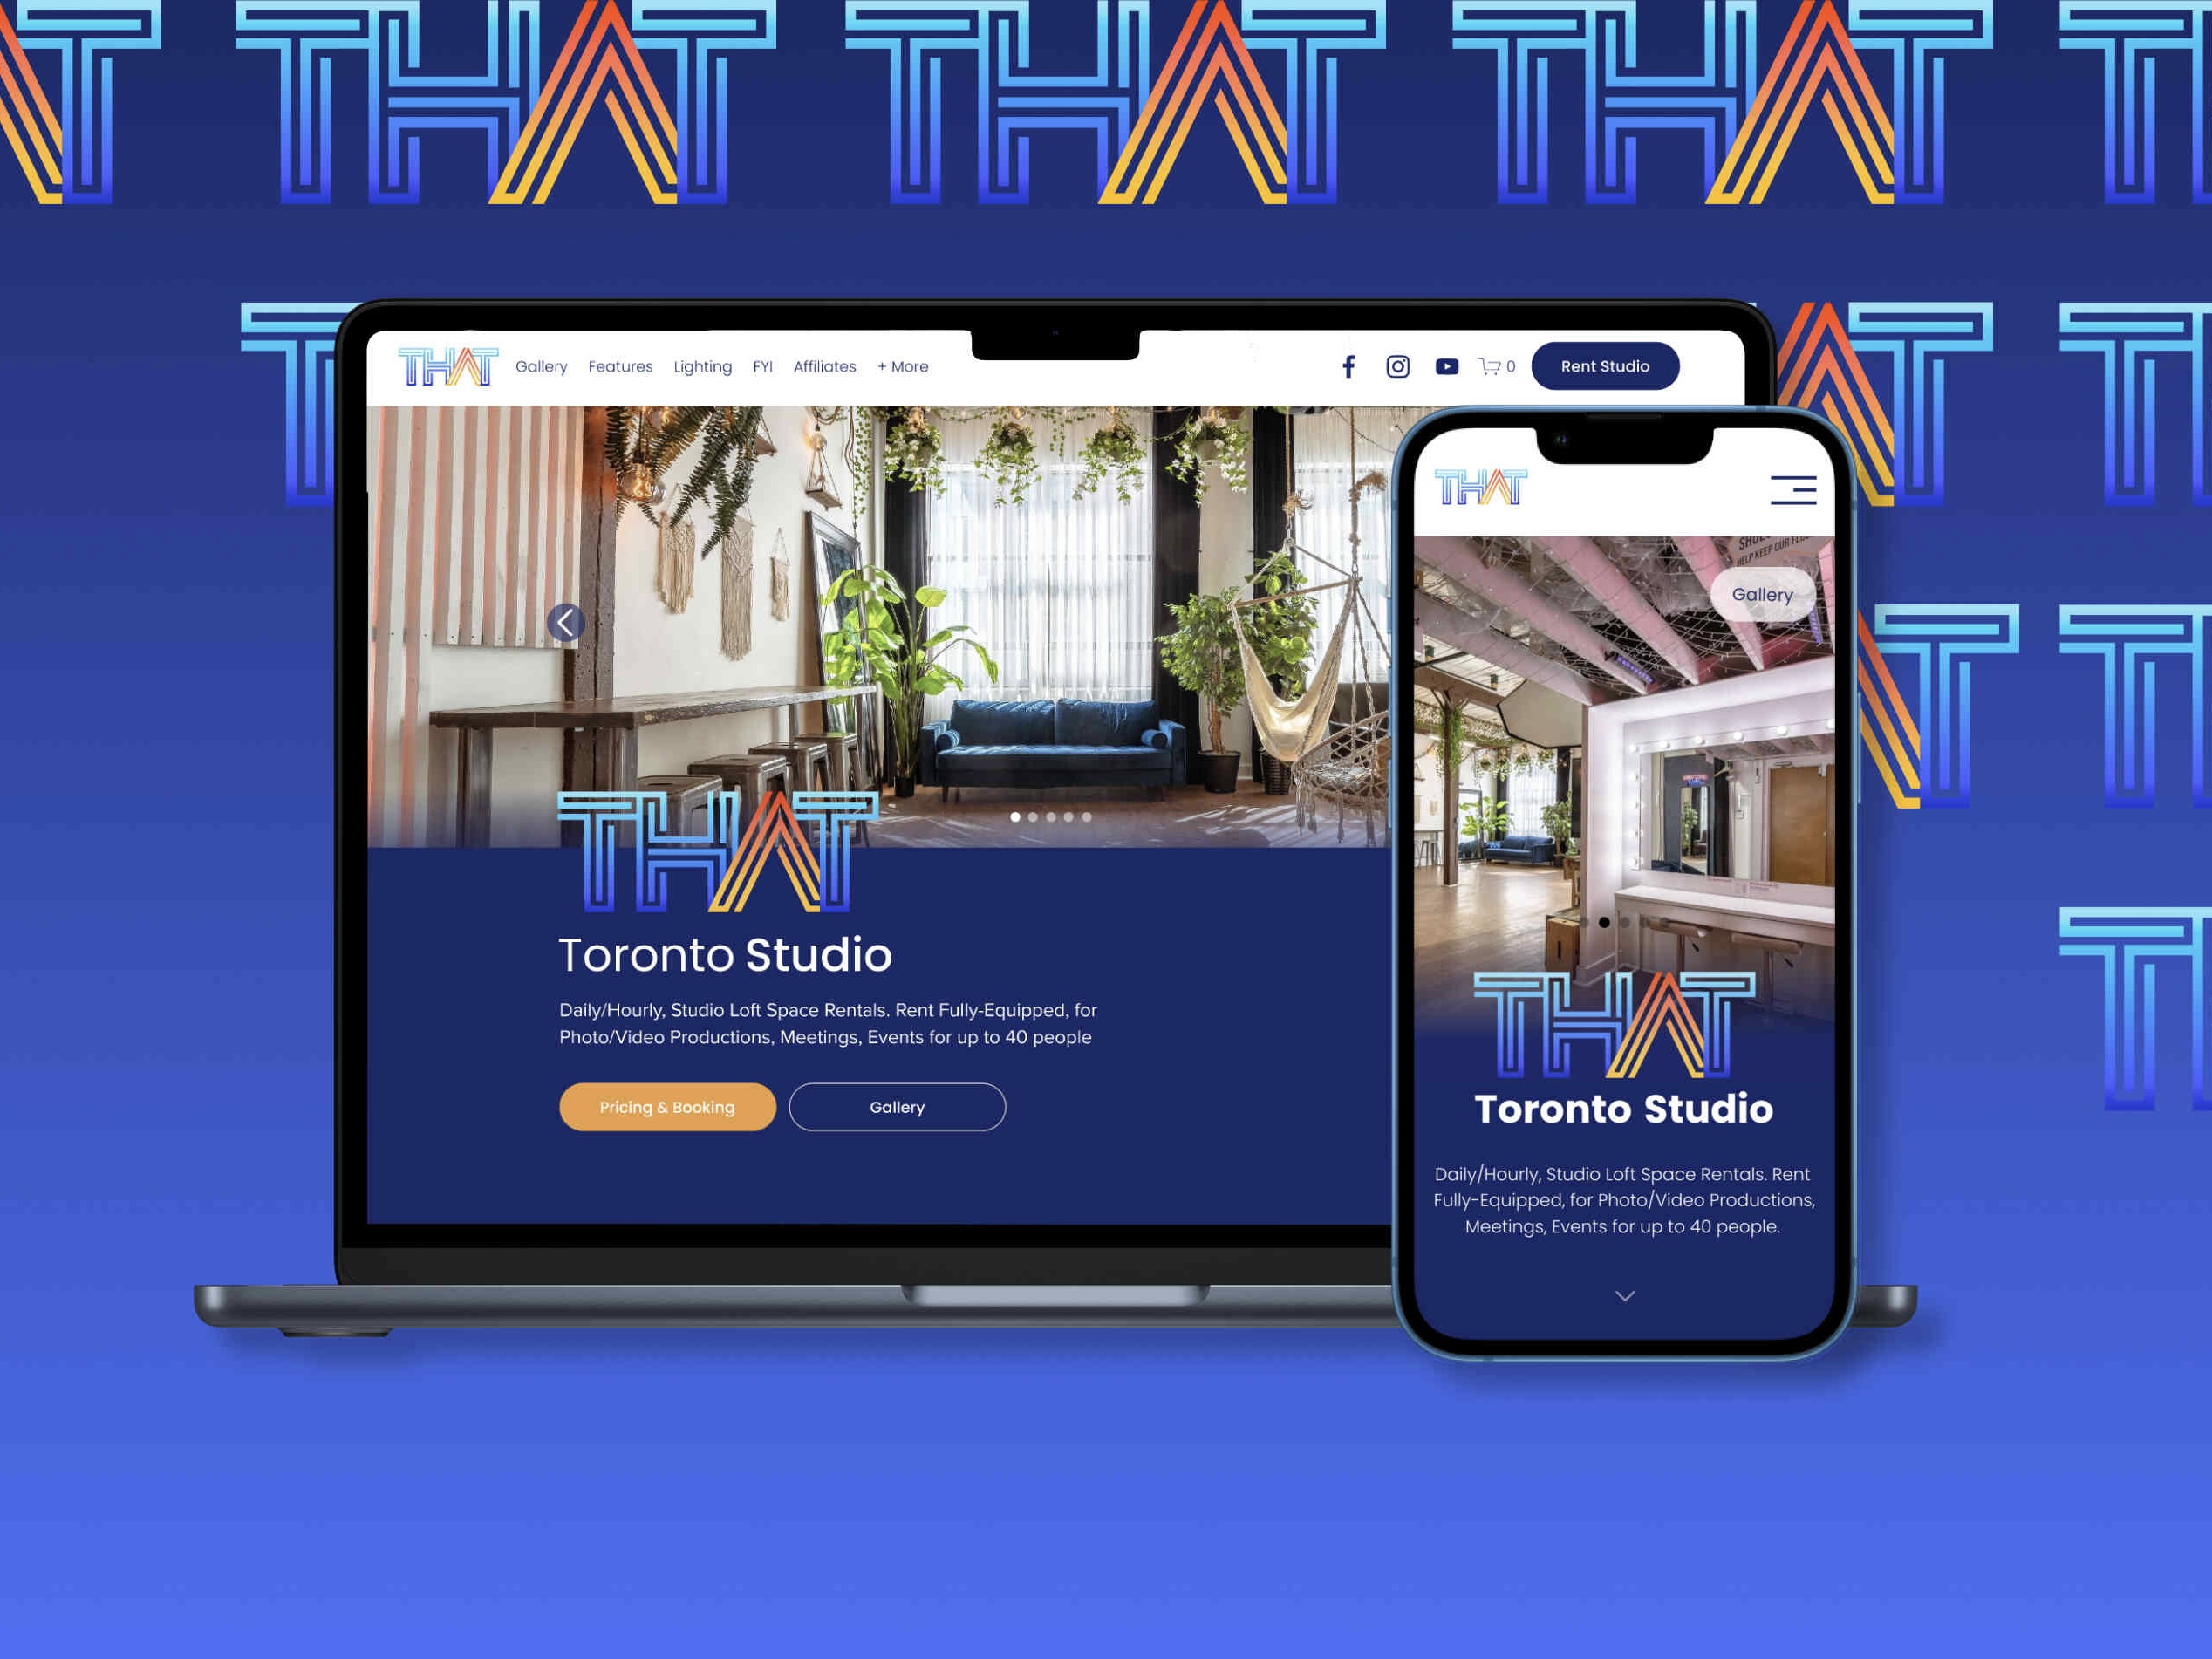 THAT THAT THAT
THAT Gallery Features Lighting FYI Affiliates + More 0 Rent Studio
THAT
Toronto Studio
Daily/Hourly, Studio Loft Space Rentals. Rent Fully-Equipped, for
Photo/Video Productions, Meetings, Events for up to 40 people
Pricing & Booking Gallery
THAT
HELP KEEP OUR
Gallery
THAT
Toronto Studio
Daily/Hourly, Studio Loft Space Rentals. Rent
Fully-Equipped, for Photo/Video Productions,
Meetings, Events for up to 40 people.